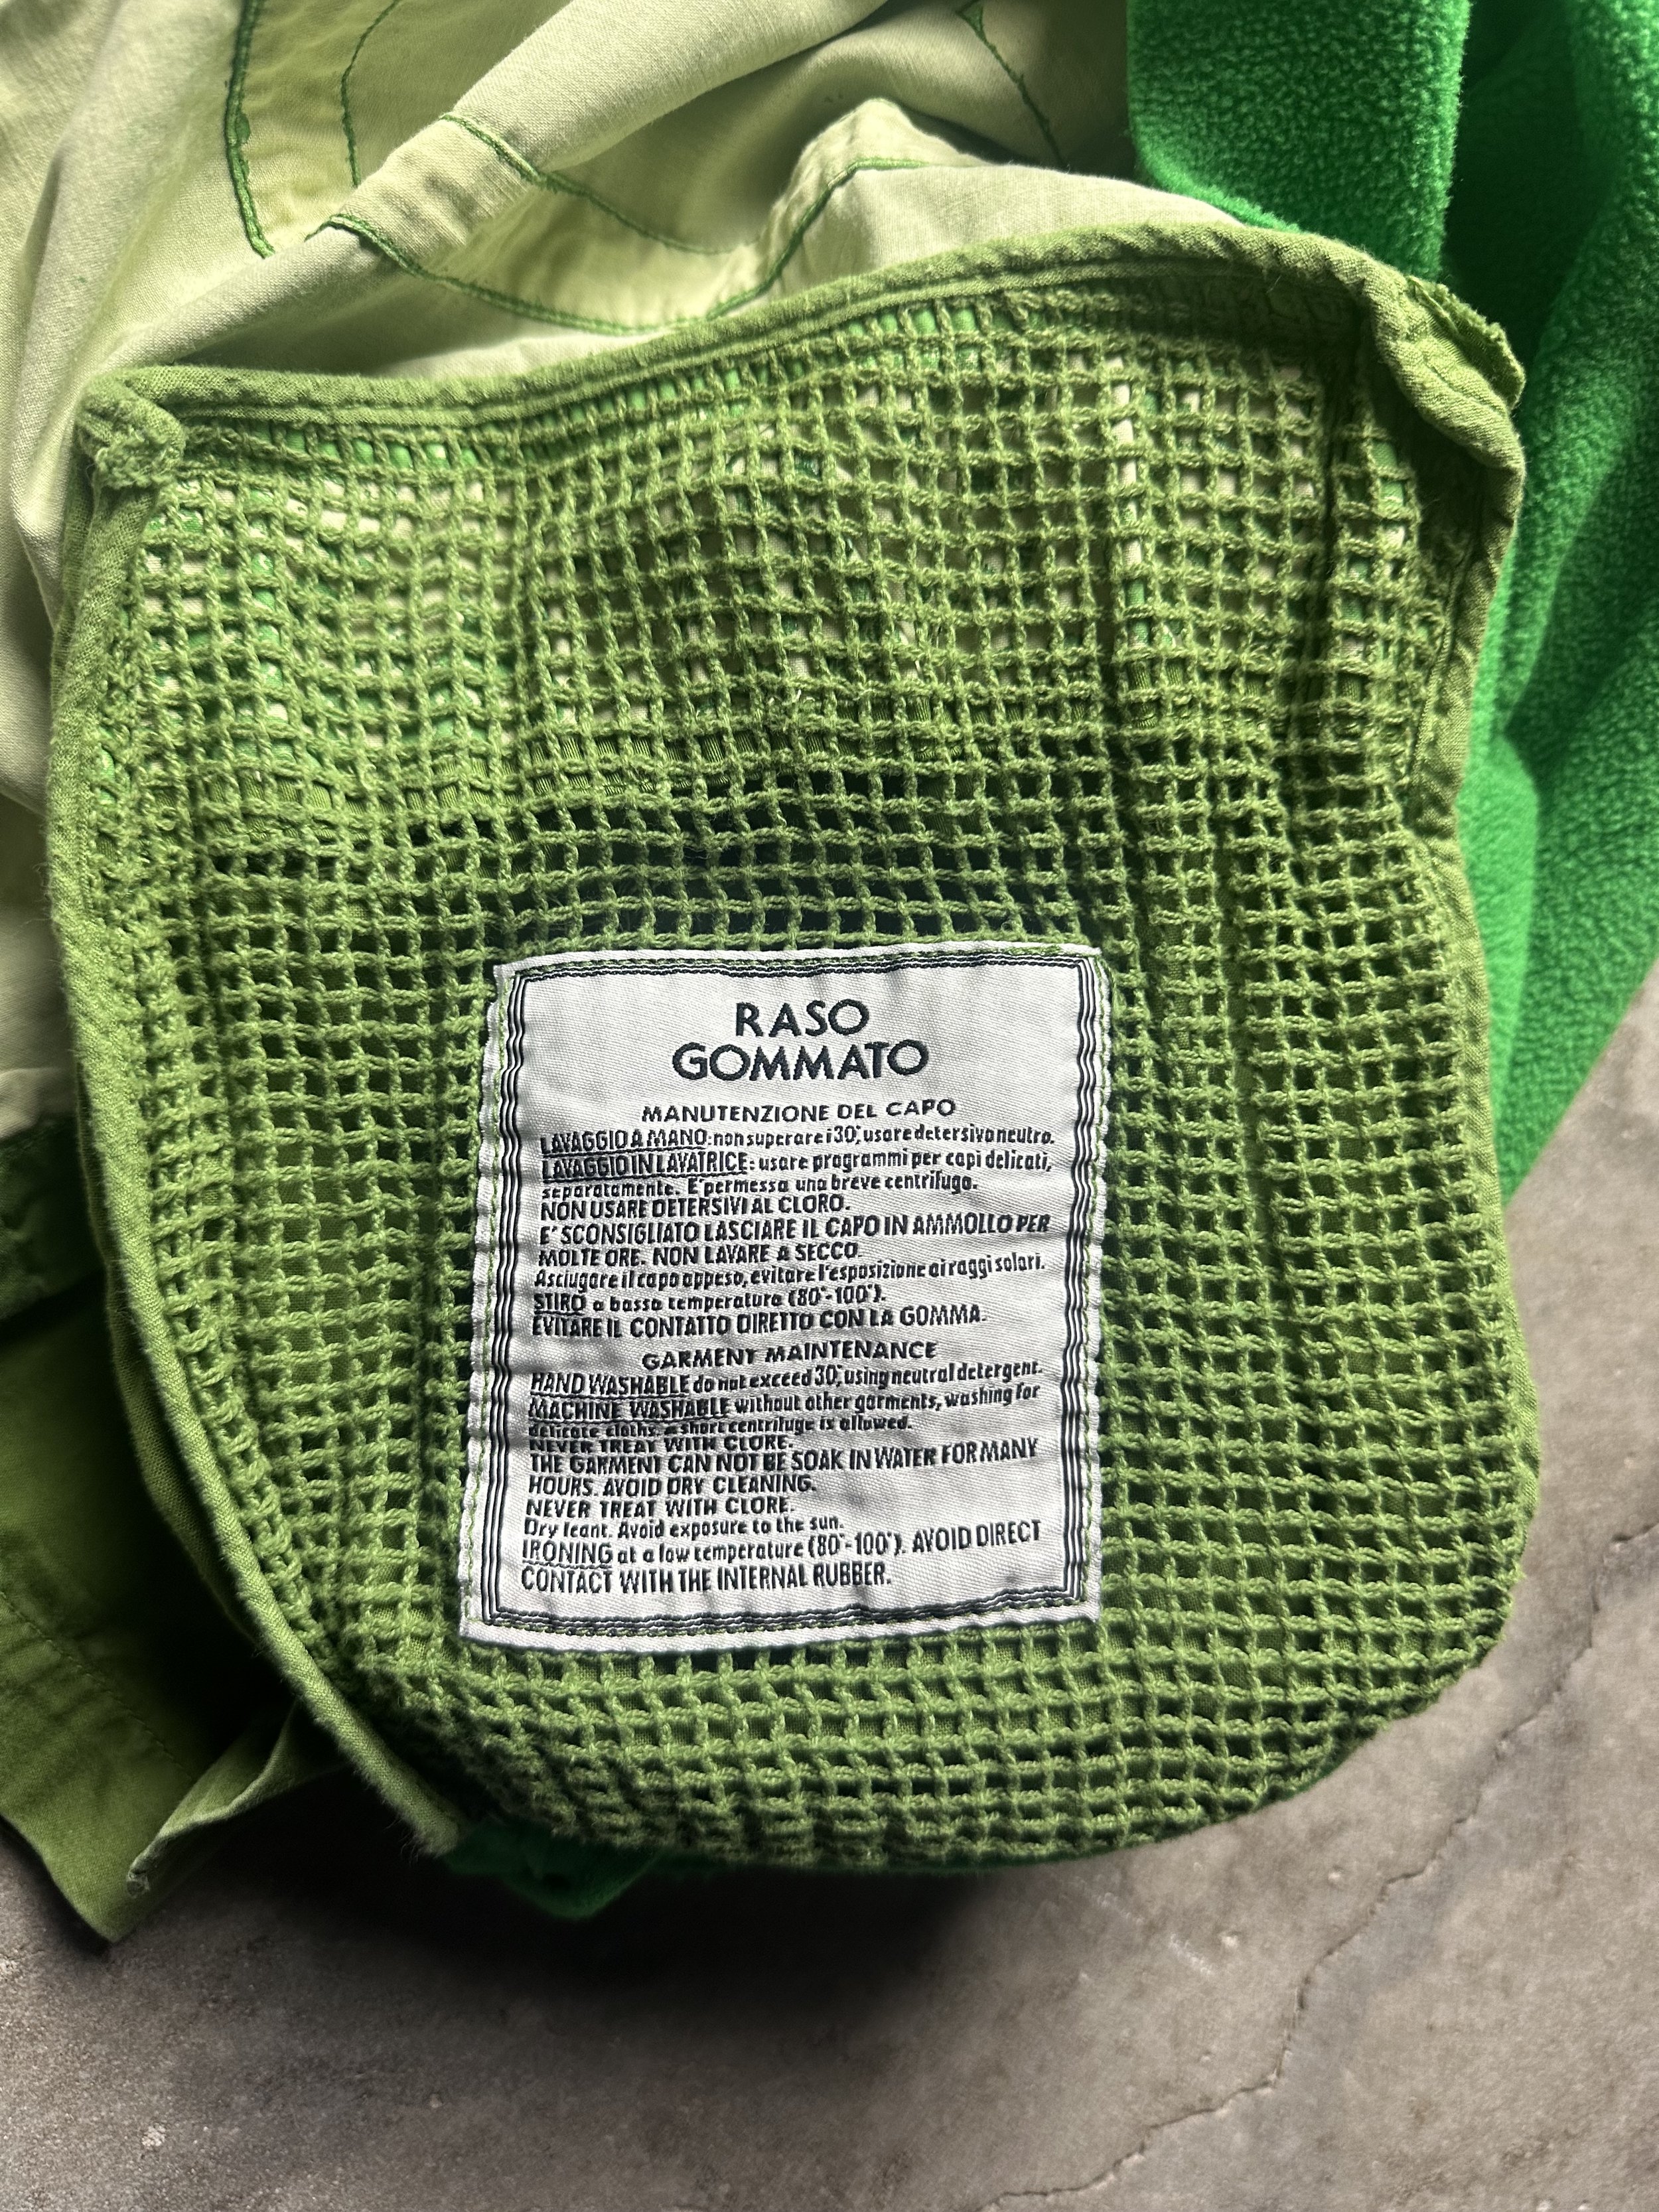 RASO
GOMMATO
MANUTENZIONE DEL CAPO
LAVAGGIO A MANO: non superare i 30°, usare detersivo neutro.
LAVAGGIO IN LAVATRICE: usare programmi per capi delicati,
separatamente. E' permessa una breve centrifuga.
NON USARE DETERSIVI AL CLORO.
E' SCONSIGLIATO LASCIARE IL CAPO IN AMMOLLO PER
MOLTE ORE. NON LAVARE A SECCO.
Asciugare il capo appeso, evitare l'esposizione ai raggi solari.
STIRO a bassa temperatura (80°-100°).
EVITARE IL CONTATTO DIRETTO CON LA GOMMA.
GARMENT MAINTENANCE
HAND WASHABLE do not exceed 30°, using neutral detergent.
MACHINE WASHABLE without other garments, washing for
delicate cloths, a short centrifuge is allowed.
NEVER TREAT WITH CLORE.
THE GARMENT CAN NOT BE SOAK IN WATER FOR MANY
HOURS. AVOID DRY CLEANING.
NEVER TREAT WITH CLORE.
Dry leant. Avoid exposure to the sun.
IRONING at a low temperature (80°-100°). AVOID DIRECT
CONTACT WITH THE INTERNAL RUBBER.